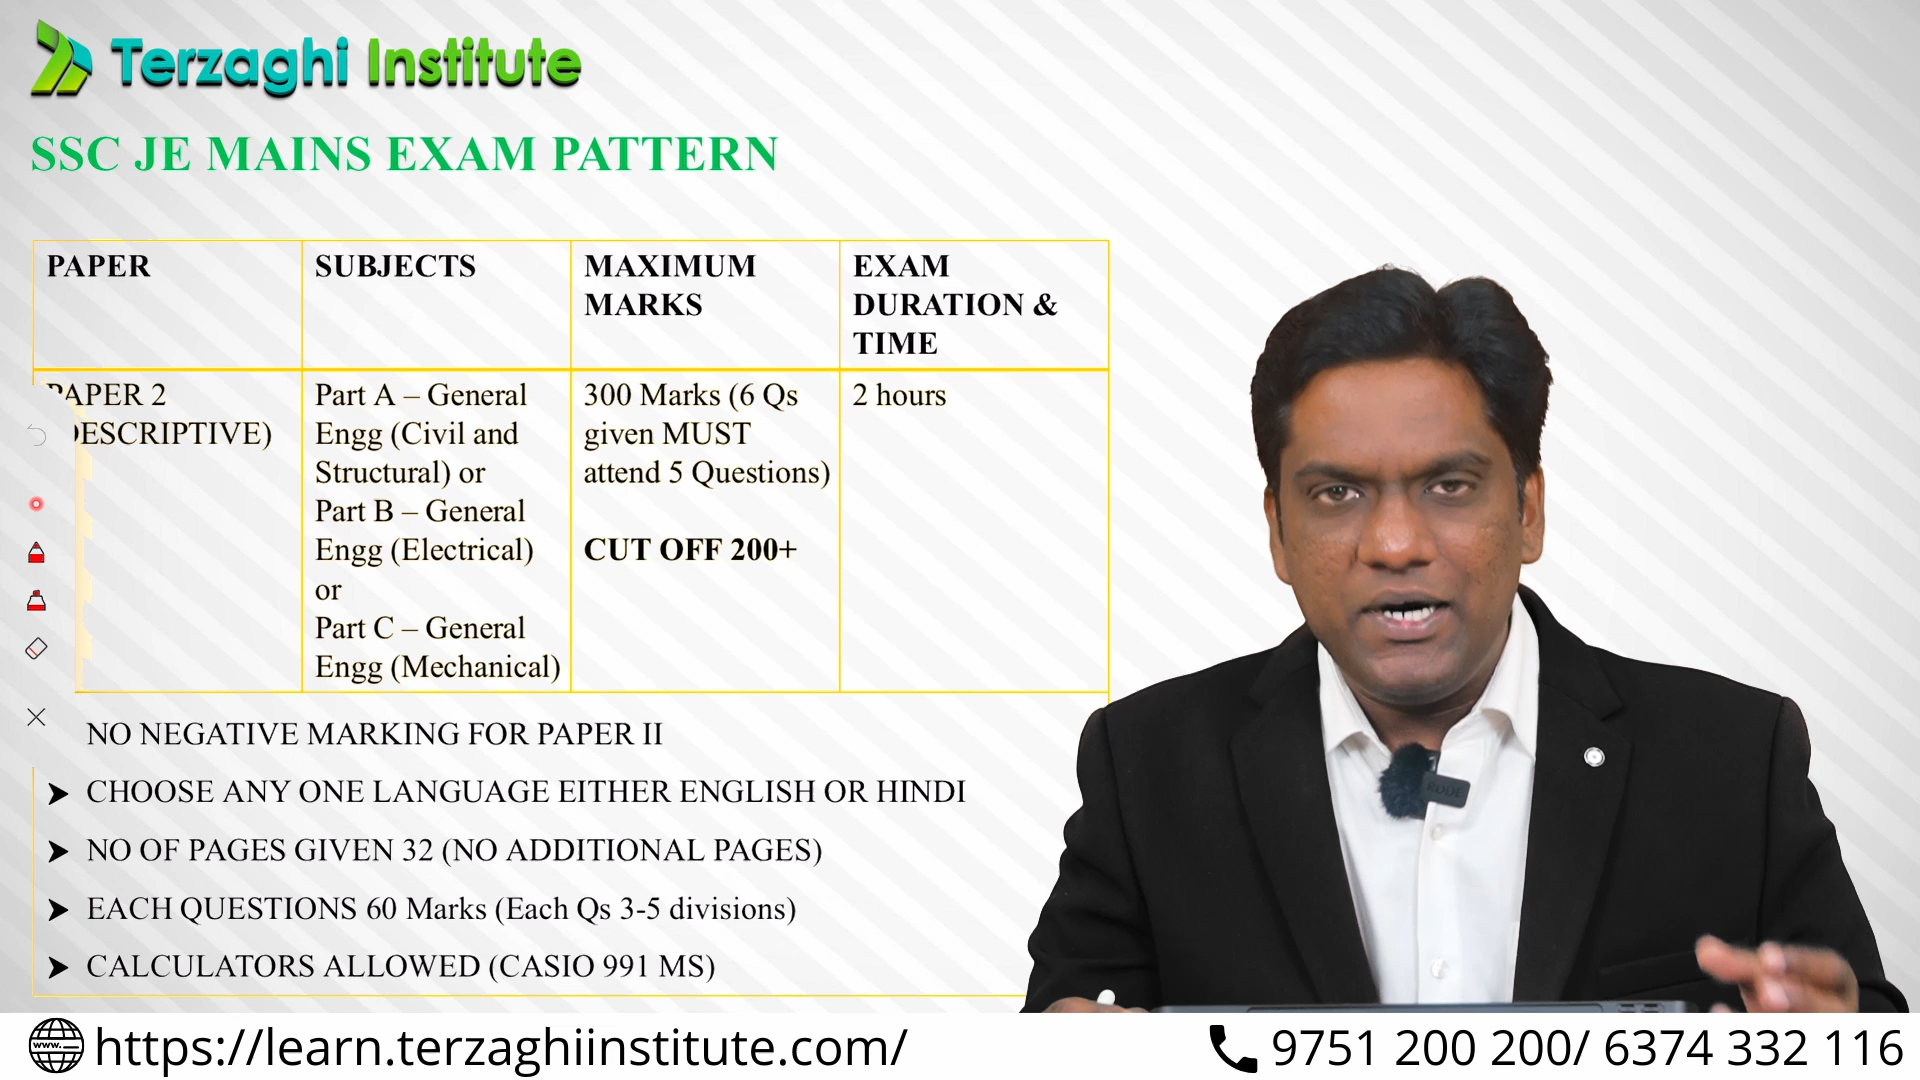 Terzaghi Institute
SSC JE MAINS EXAM PATTERN
PAPER
SUBJECTS
MAXIMUM
MARKS
EXAM
DURATION &
TIME
PAPER 2
DESCRIPTIVE)
Part A – General
Engg (Civil and
Structural) or
Part B – General
Engg (Electrical)
or
Part C – General
Engg (Mechanical)
300 Marks (6 Qs
given MUST
attend 5 Questions)
CUT OFF 200+
2 hours
NO NEGATIVE MARKING FOR PAPER II
➤ CHOOSE ANY ONE LANGUAGE EITHER ENGLISH OR HINDI
➤ NO OF PAGES GIVEN 32 (NO ADDITIONAL PAGES)
➤ EACH QUESTIONS 60 Marks (Each Qs 3-5 divisions)
➤ CALCULATORS ALLOWED (CASIO 991 MS)
RODE
www.
https://learn.terzaghiinstitute.com/
9751 200 200/ 6374 332 116